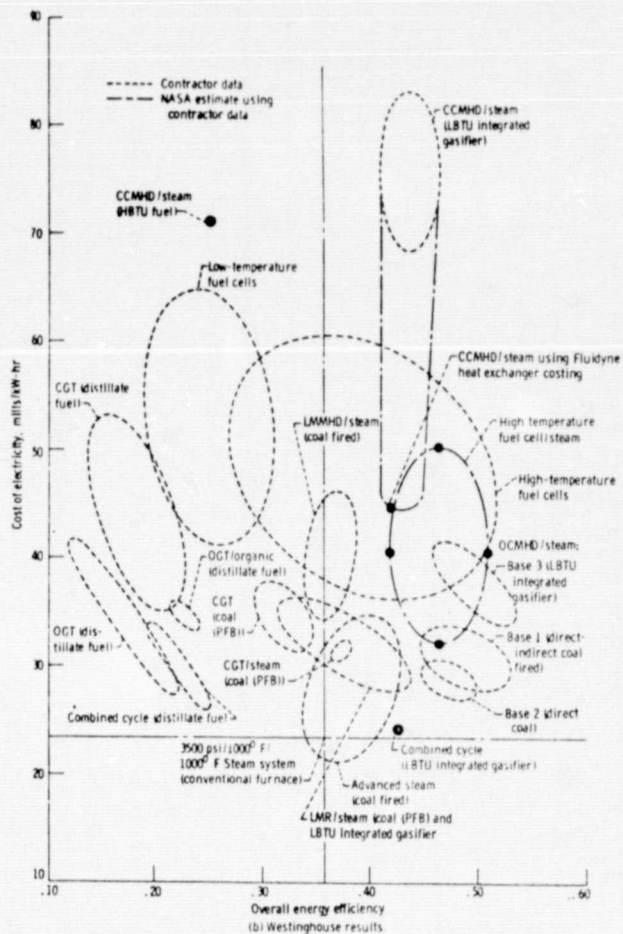 90
80
70
60
50
40
30
20
10
Cost of electricity, mills/kW-hr
Contractor data
NASA estimate using
contractor data
CCMHD/steam
(LBTU integrated
gasifier)
CCMHD/steam
(HBTU fuel)
Low-temperature
fuel cells
CCMHD/steam using Fluidyne
heat exchanger costing
CGT (distillate
fuel)
LMMHD/steam
(coal fired)
High temperature
fuel cell/steam
High-temperature
fuel cells
OGT/organic
(distillate fuel)
OCMHD/steam:
Base 3 (LBTU
integrated
gasifier)
CGT
(coal
(PFB))
OGT (dis-
tillate fuel)
CGT/steam
(coal (PFB))
Base 1 (direct-
indirect coal
fired)
Combined cycle (distillate fuel)
Base 2 (direct
coal)
3500 psi/1000° F/
1000° F Steam system
(conventional furnace)
Combined cycle
(LBTU integrated gasifier)
Advanced steam
(coal fired)
LMR/steam (coal (PFB) and
LBTU Integrated gasifier
.10 .20 .30 .40 .50 .60
Overall energy efficiency
(b) Westinghouse results.